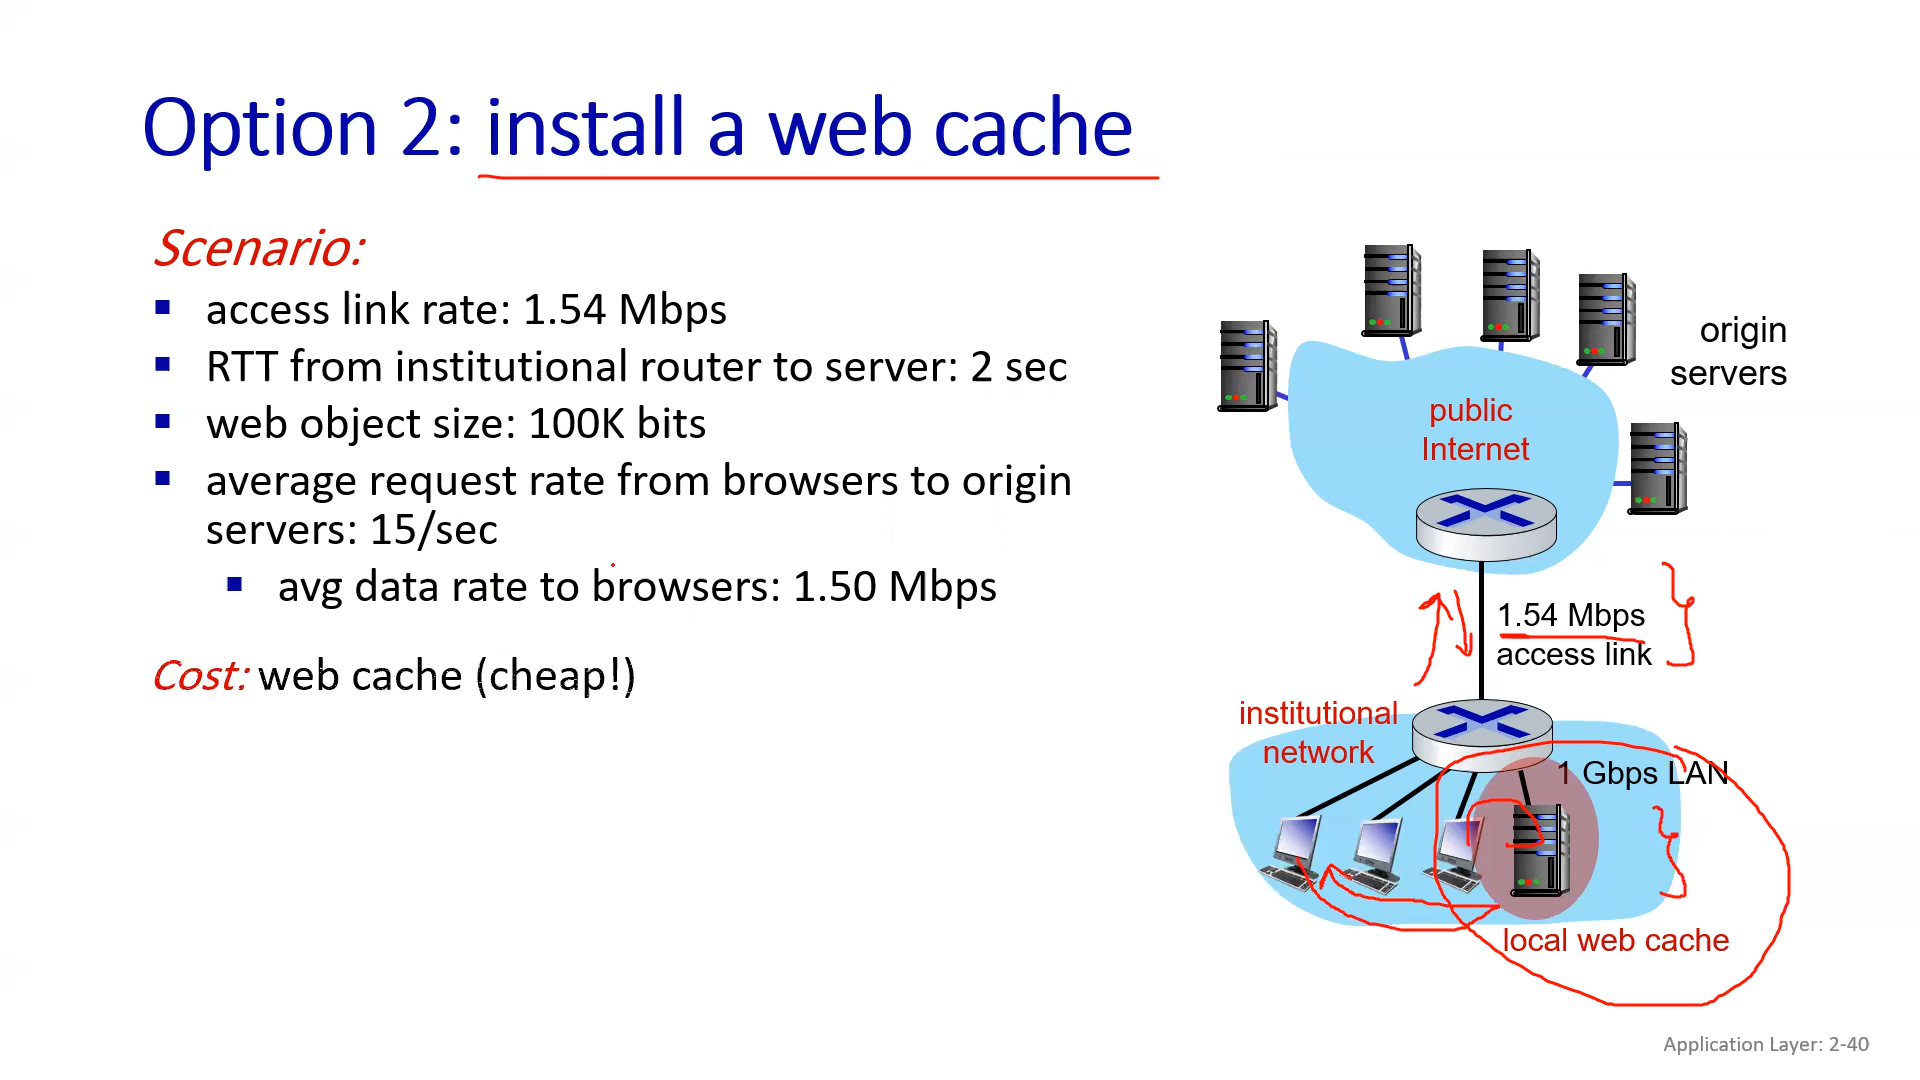 Option 2: install a web cache
Scenario:
▪ access link rate: 1.54 Mbps
▪ RTT from institutional router to server: 2 sec
▪ web object size: 100K bits
▪ average request rate from browsers to origin
servers: 15/sec
▪ avg data rate to browsers: 1.50 Mbps
Cost: web cache (cheap!)
origin
servers
public
Internet
1.54 Mbps
access link
institutional
network
1 Gbps LAN
local web cache
Application Layer: 2-40